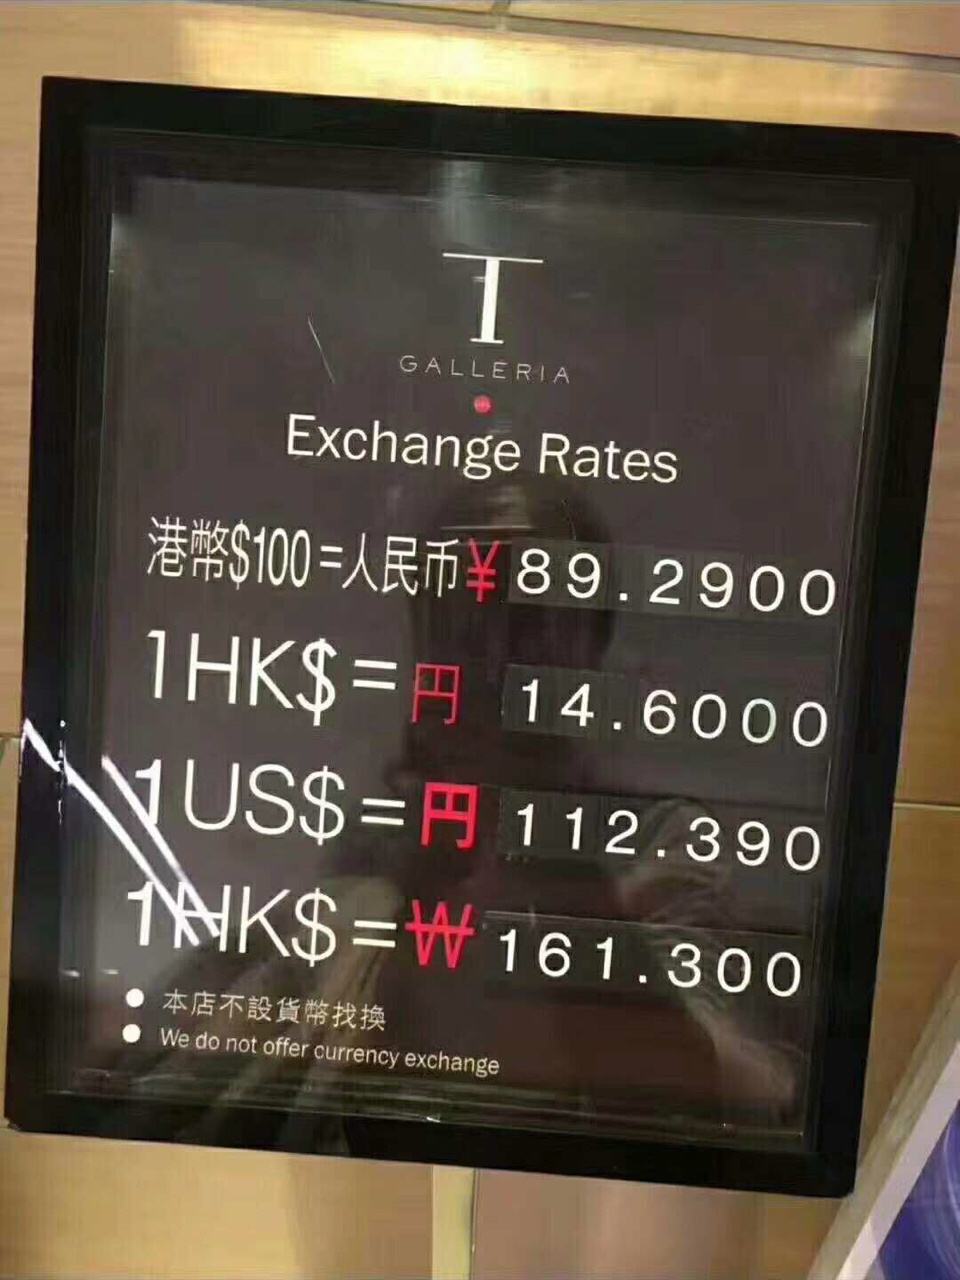 T
GALLERIA
Exchange Rates
港幣$100=人民币¥ 89.2900
1HK$=円 14.6000
1US$=円 112.390
1HK$=₩ 161.300
● 本店不設貨幣找換
● We do not offer currency exchange